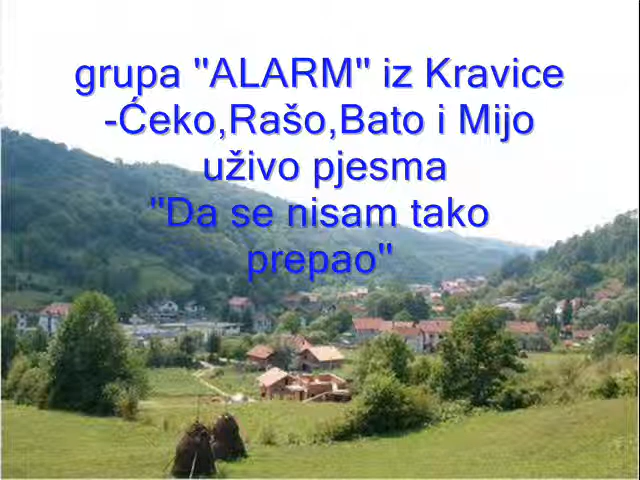 grupa "ALARM" iz Kravice
-Ćeko,Rašo,Bato i Mijo
uživo pjesma
"Da se nisam tako
prepao"